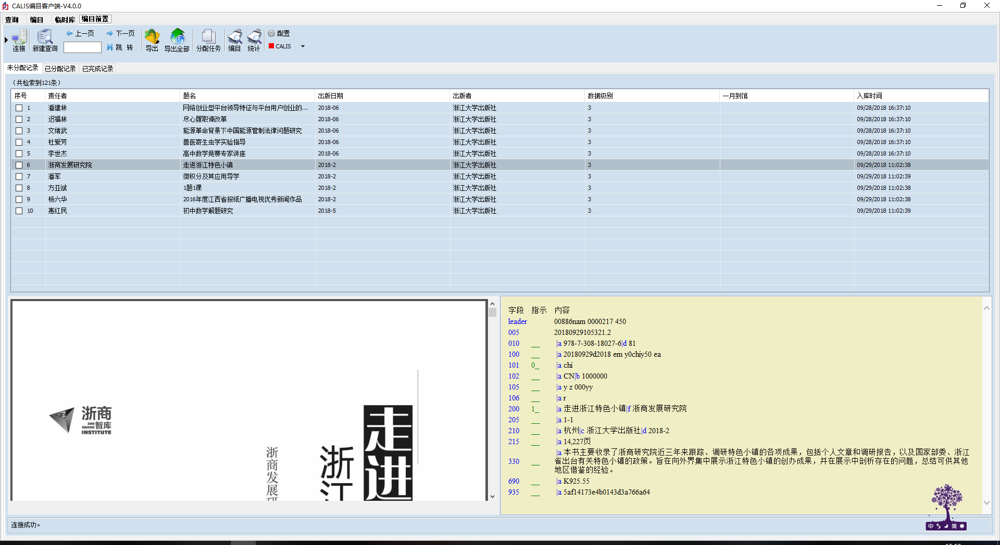 CALIS编目客户端-V4.0.0
查询 编目 临时库 编目前置
上一页 下一页 配置
连接 新建查询 跳 转 导出 导出全部 分配任务 编目 统计 CALIS
未分配记录 已分配记录 已完成记录
（共检索到121条）
序号 责任者 题名 出版日期 出版者 数据级别 一月到馆 入库时间
1 潘建林 网络创业型平台领导特征与平台用户创业的... 2018-06 浙江大学出版社 3 09/28/2018 16:37:10
2 迟福林 尽心履职谏改革 2018-06 浙江大学出版社 3 09/28/2018 16:37:10
3 文绪武 能源革命背景下中国能源管制法律问题研究 2018-06 浙江大学出版社 3 09/28/2018 16:37:10
4 杜爱芳 兽医寄生虫学实验指导 2018-06 浙江大学出版社 3 09/28/2018 16:37:10
5 李世杰 高中数学竞赛专家讲座 2018-06 浙江大学出版社 3 09/28/2018 16:37:10
6 浙商发展研究院 走进浙江特色小镇 2018-2 浙江大学出版社 3 09/29/2018 11:02:38
7 潘军 微积分及其应用导学 2018-2 浙江大学出版社 3 09/29/2018 11:02:39
8 方亚斌 1题1课 2018-2 浙江大学出版社 3 09/29/2018 11:02:38
9 杨六华 2016年度江西省报纸广播电视优秀新闻作品 2018-2 浙江大学出版社 3 09/29/2018 11:02:38
10 惠红民 初中数学解题研究 2018-5 浙江大学出版社 3 09/29/2018 11:02:39
浙商
ZHE SHANG 智库
INSTITUTE
浙商发展研
浙江
走进
字段 指示 内容
leader 00886nam 0000217 450
005 20180929105321.2
010 __ |a 978-7-308-18027-6|d 81
100 __ |a 20180929d2018 em y0chiy50 ea
101 0_ |a chi
102 __ |a CN|b 1000000
105 __ |a y z 000yy
106 __ |a r
200 1_ |a 走进浙江特色小镇|f 浙商发展研究院
205 __ |a 1-1
210 __ |a 杭州|c 浙江大学出版社|d 2018-2
215 __ |a 14,227页
|a 本书主要收录了浙商研究院近三年来跟踪、调研特色小镇的各项成果，包括个人文章和调研报告，以及国家部委、浙江
330 __ 省出台有关特色小镇的政策。旨在向外界集中展示浙江特色小镇的创办成果，并在展示中剖析存在的问题，总结可供其他
地区借鉴的经验。
690 __ |a K925.55
935 __ |a 5af14173e4b0143d3a766a64
中 简
连接成功。